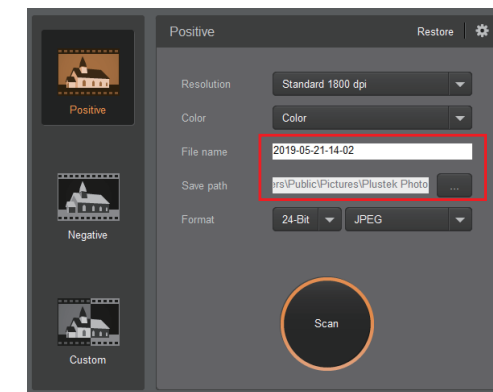 Positive
Restore
Resolution
Standard 1800 dpi
Color
Color
File name
2019-05-21-14-02
Save path
ers\Public\Pictures\Plustek Photo
...
Format
24-Bit
JPEG
Scan
Positive
Negative
Custom